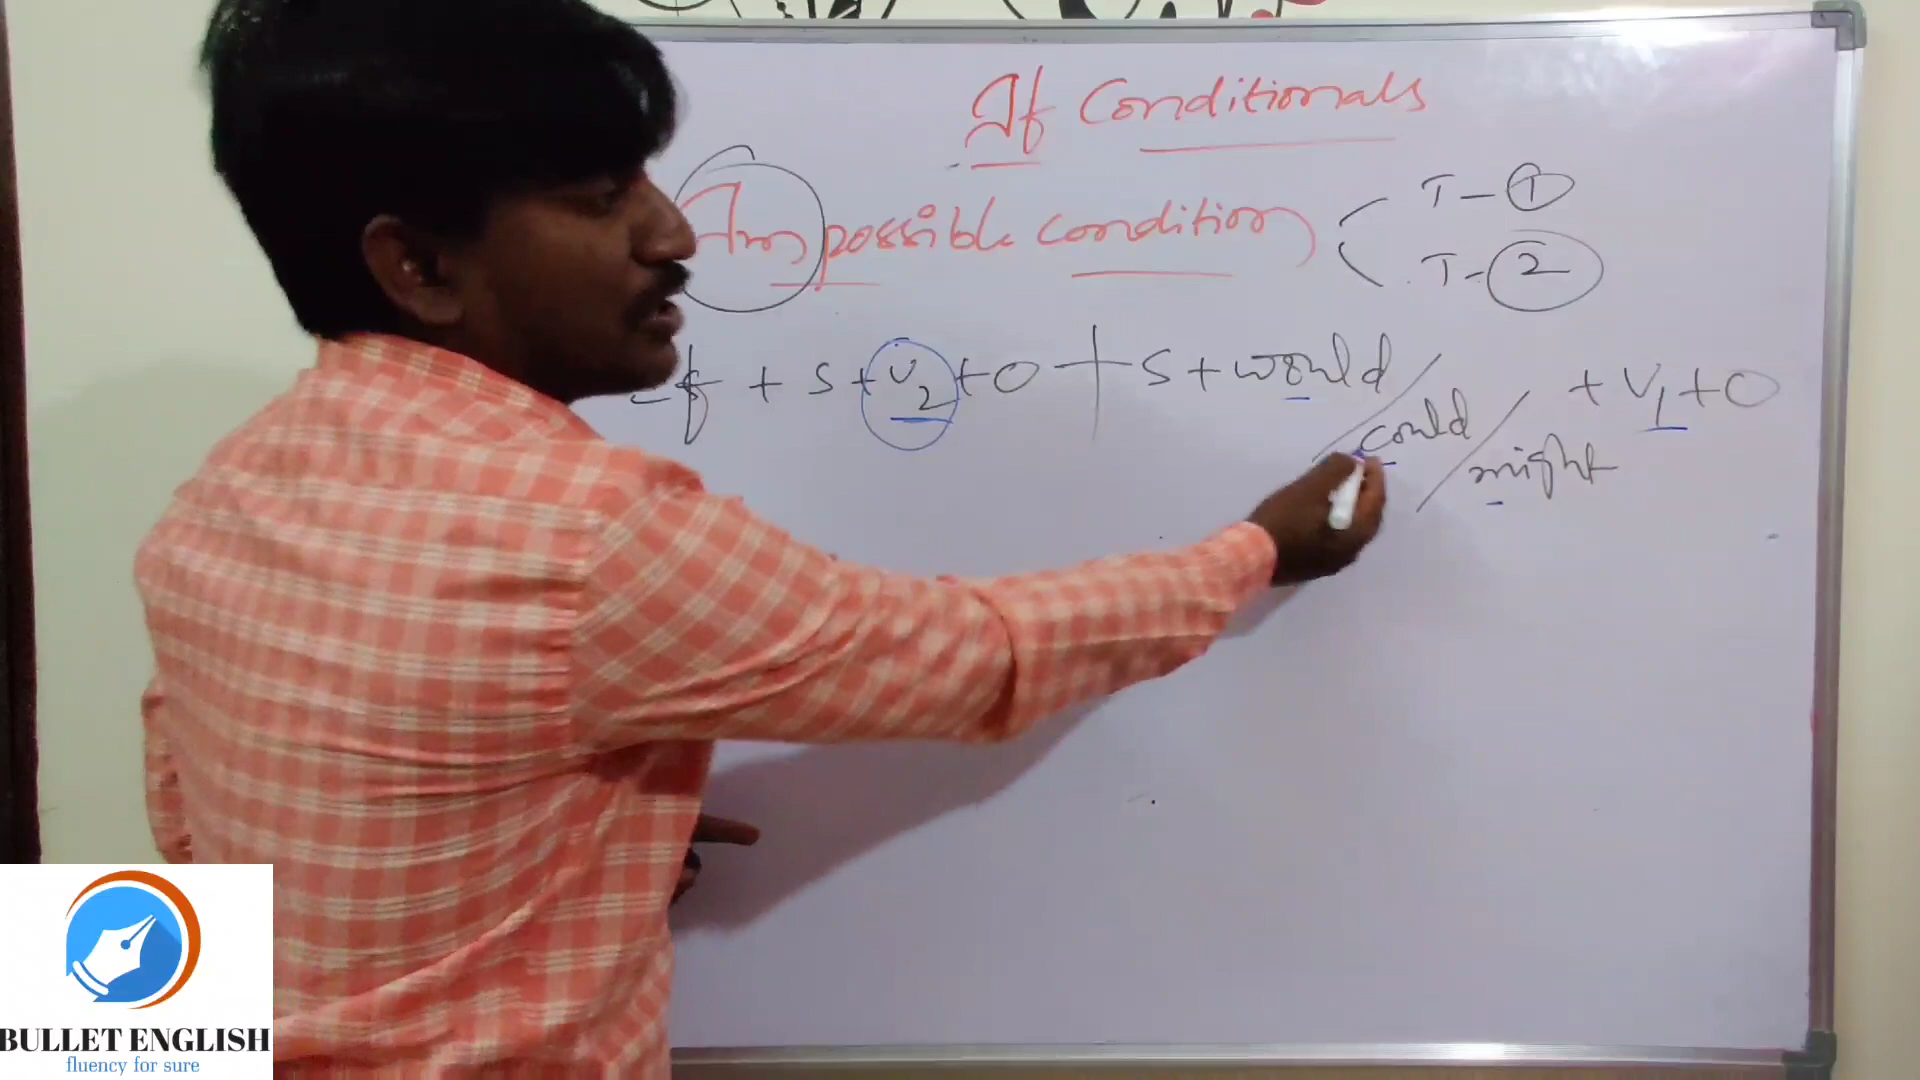 If Conditionals
Impossible condition
T-1
T-2
If + S + V2 + O + S + would / could / might + V1 + O
BULLET ENGLISH
fluency for sure